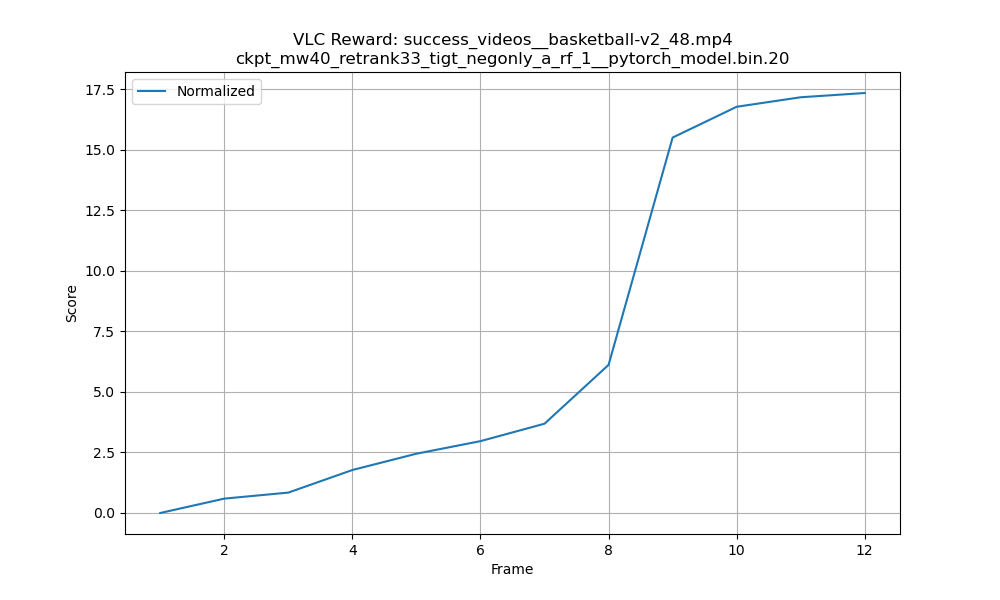 VLC Reward: success_videos__basketball-v2_48.mp4
ckpt_mw40_retrank33_tigt_negonly_a_rf_1__pytorch_model.bin.20
Normalized
17.5
15.0
12.5
10.0
7.5
5.0
2.5
0.0
Score
2 4 6 8 10 12
Frame